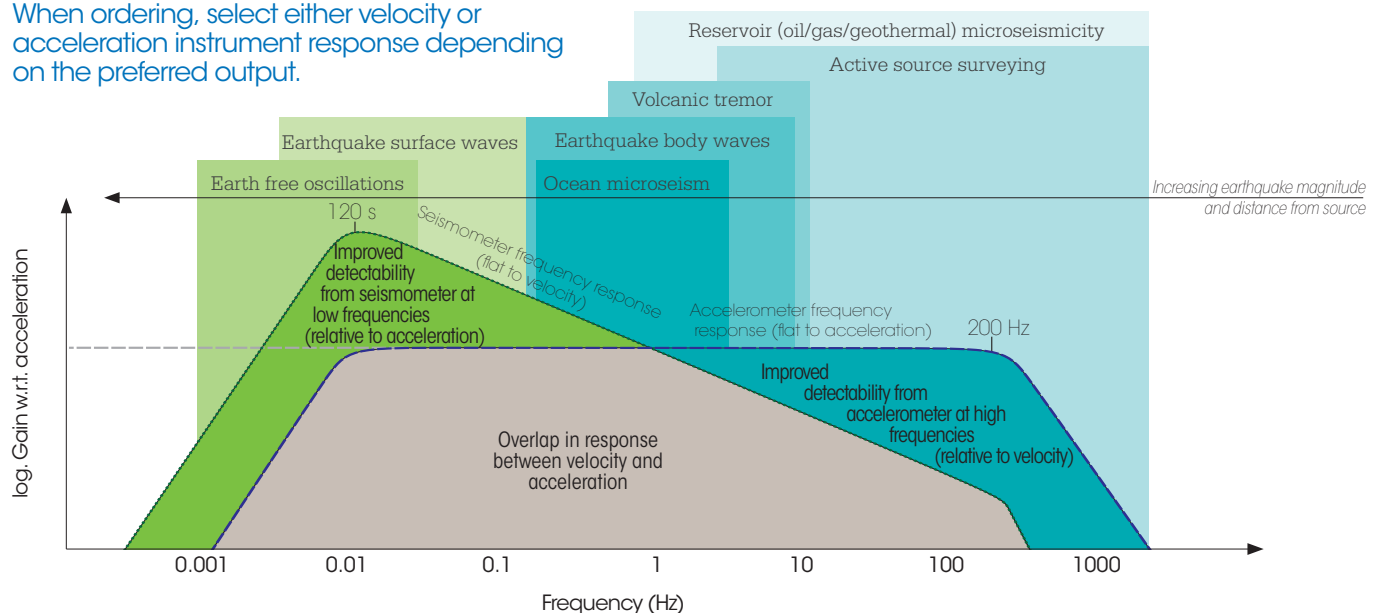 When ordering, select either velocity or
acceleration instrument response depending
on the preferred output.
Reservoir (oil/gas/geothermal) microseismicity
Active source surveying
Volcanic tremor
Earthquake surface waves
Earthquake body waves
Earth free oscillations
Ocean microseism
Increasing earthquake magnitude
and distance from source
120 s
Seismometer frequency response
(flat to velocity)
Improved
detectability
from seismometer at
low frequencies
(relative to acceleration)
Accelerometer frequency
response (flat to acceleration)
200 Hz
Improved
detectability from
accelerometer at high
frequencies
(relative to velocity)
Overlap in response
between velocity and
acceleration
log. Gain w.r.t. acceleration
0.001 0.01 0.1 1 10 100 1000
Frequency (Hz)